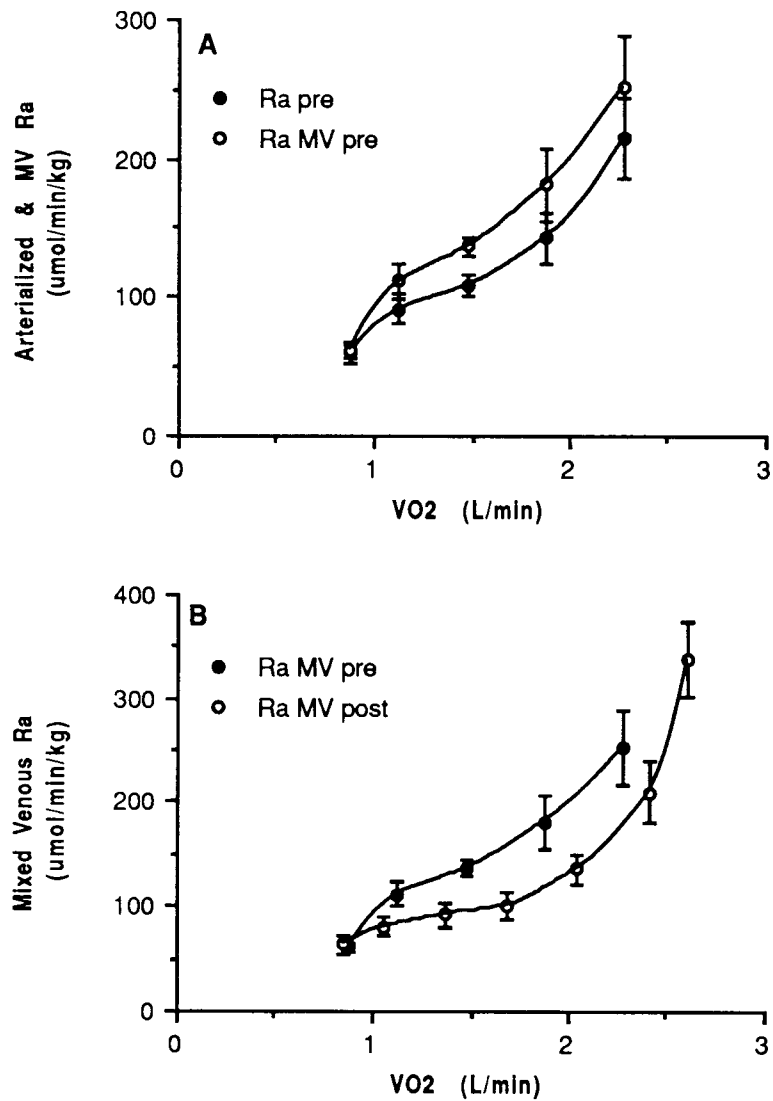 A
Ra pre
Ra MV pre
300
200
100
0
Arterialized & MV Ra
(umol/min/kg)
0 1 2 3
VO2 (L/min)
B
Ra MV pre
Ra MV post
400
300
200
100
0
Mixed Venous Ra
(umol/min/kg)
0 1 2 3
VO2 (L/min)